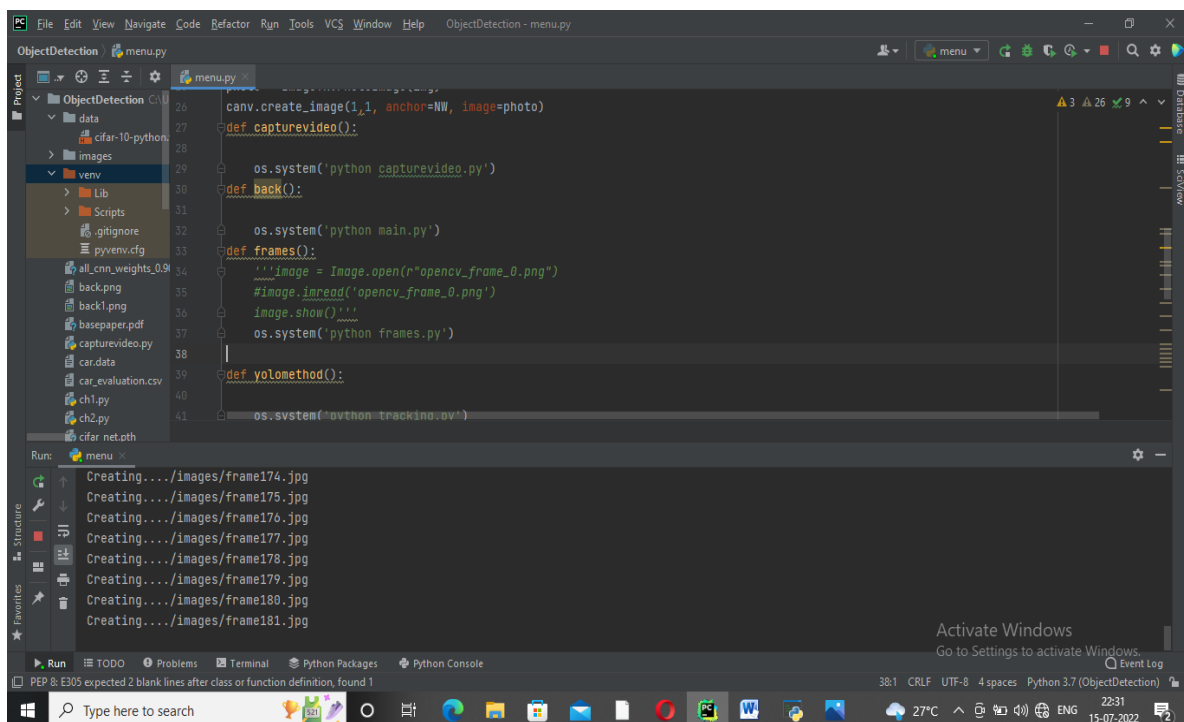 PC File Edit View Navigate Code Refactor Run Tools VCS Window Help ObjectDetection - menu.py
ObjectDetection menu.py menu
Project menu.py
ObjectDetection C:\U
data
cifar-10-python.
images
venv
Lib
Scripts
.gitignore
pyvenv.cfg
all_cnn_weights_0.90
back.png
back1.png
basepaper.pdf
capturevideo.py
car.data
car_evaluation.csv
ch1.py
ch2.py
cifar_net.pth
26 canv.create_image(1,1, anchor=NW, image=photo)
27 def capturevideo():
28
29 os.system('python capturevideo.py')
30 def back():
31
32 os.system('python main.py')
33 def frames():
34 '''image = Image.open(r"opencv_frame_0.png")
35 #image.imread('opencv_frame_0.png')
36 image.show()'''
37 os.system('python frames.py')
38
39 def yolomethod():
40
41 os.system('python tracking.py')
3 26 9
Database
SciView
Run: menu
Creating..../images/frame174.jpg
Creating..../images/frame175.jpg
Creating..../images/frame176.jpg
Creating..../images/frame177.jpg
Creating..../images/frame178.jpg
Creating..../images/frame179.jpg
Creating..../images/frame180.jpg
Creating..../images/frame181.jpg
Structure
Favorites
Activate Windows
Go to Settings to activate Windows.
Run TODO Problems Terminal Python Packages Python Console Event Log
PEP 8: E305 expected 2 blank lines after class or function definition, found 1 38:1 CRLF UTF-8 4 spaces Python 3.7 (ObjectDetection)
Type here to search 521 PC W 27°C ENG 22:31
15-07-2022 2